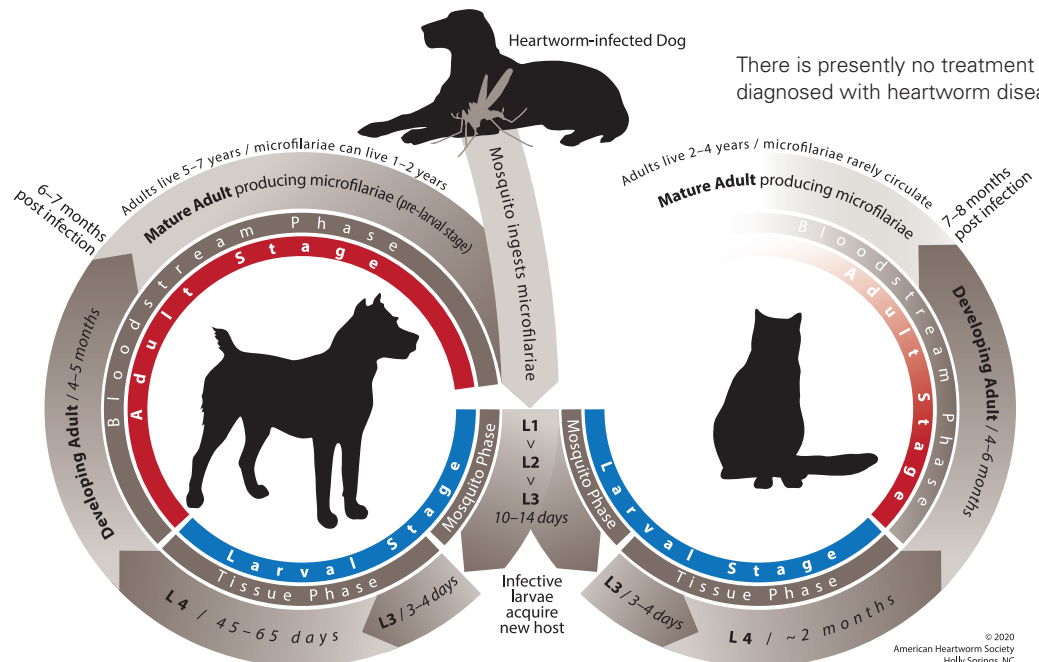 Heartworm-infected Dog
There is presently no treatment
diagnosed with heartworm disea
Mosquito ingests microfilariae
6–7 months
post infection
Adults live 5–7 years / microfilariae can live 1–2 years
Mature Adult producing microfilariae (pre-larval stage)
Bloodstream Phase
Adult Stage
Developing Adult / 4–5 months
Larval Stage
Tissue Phase
Mosquito Phase
L4 / 45–65 days
L3 / 3–4 days
L1
v
L2
v
L3
10–14 days
Infective
larvae
acquire
new host
Adults live 2–4 years / microfilariae rarely circulate
Mature Adult producing microfilariae
7–8 months
post infection
Bloodstream Phase
Adult Stage
Developing Adult / 4–6 months
Mosquito Phase
Larval Stage
Tissue Phase
L3 / 3–4 days
L4 / ~2 months
© 2020
American Heartworm Society
Holly Springs, NC